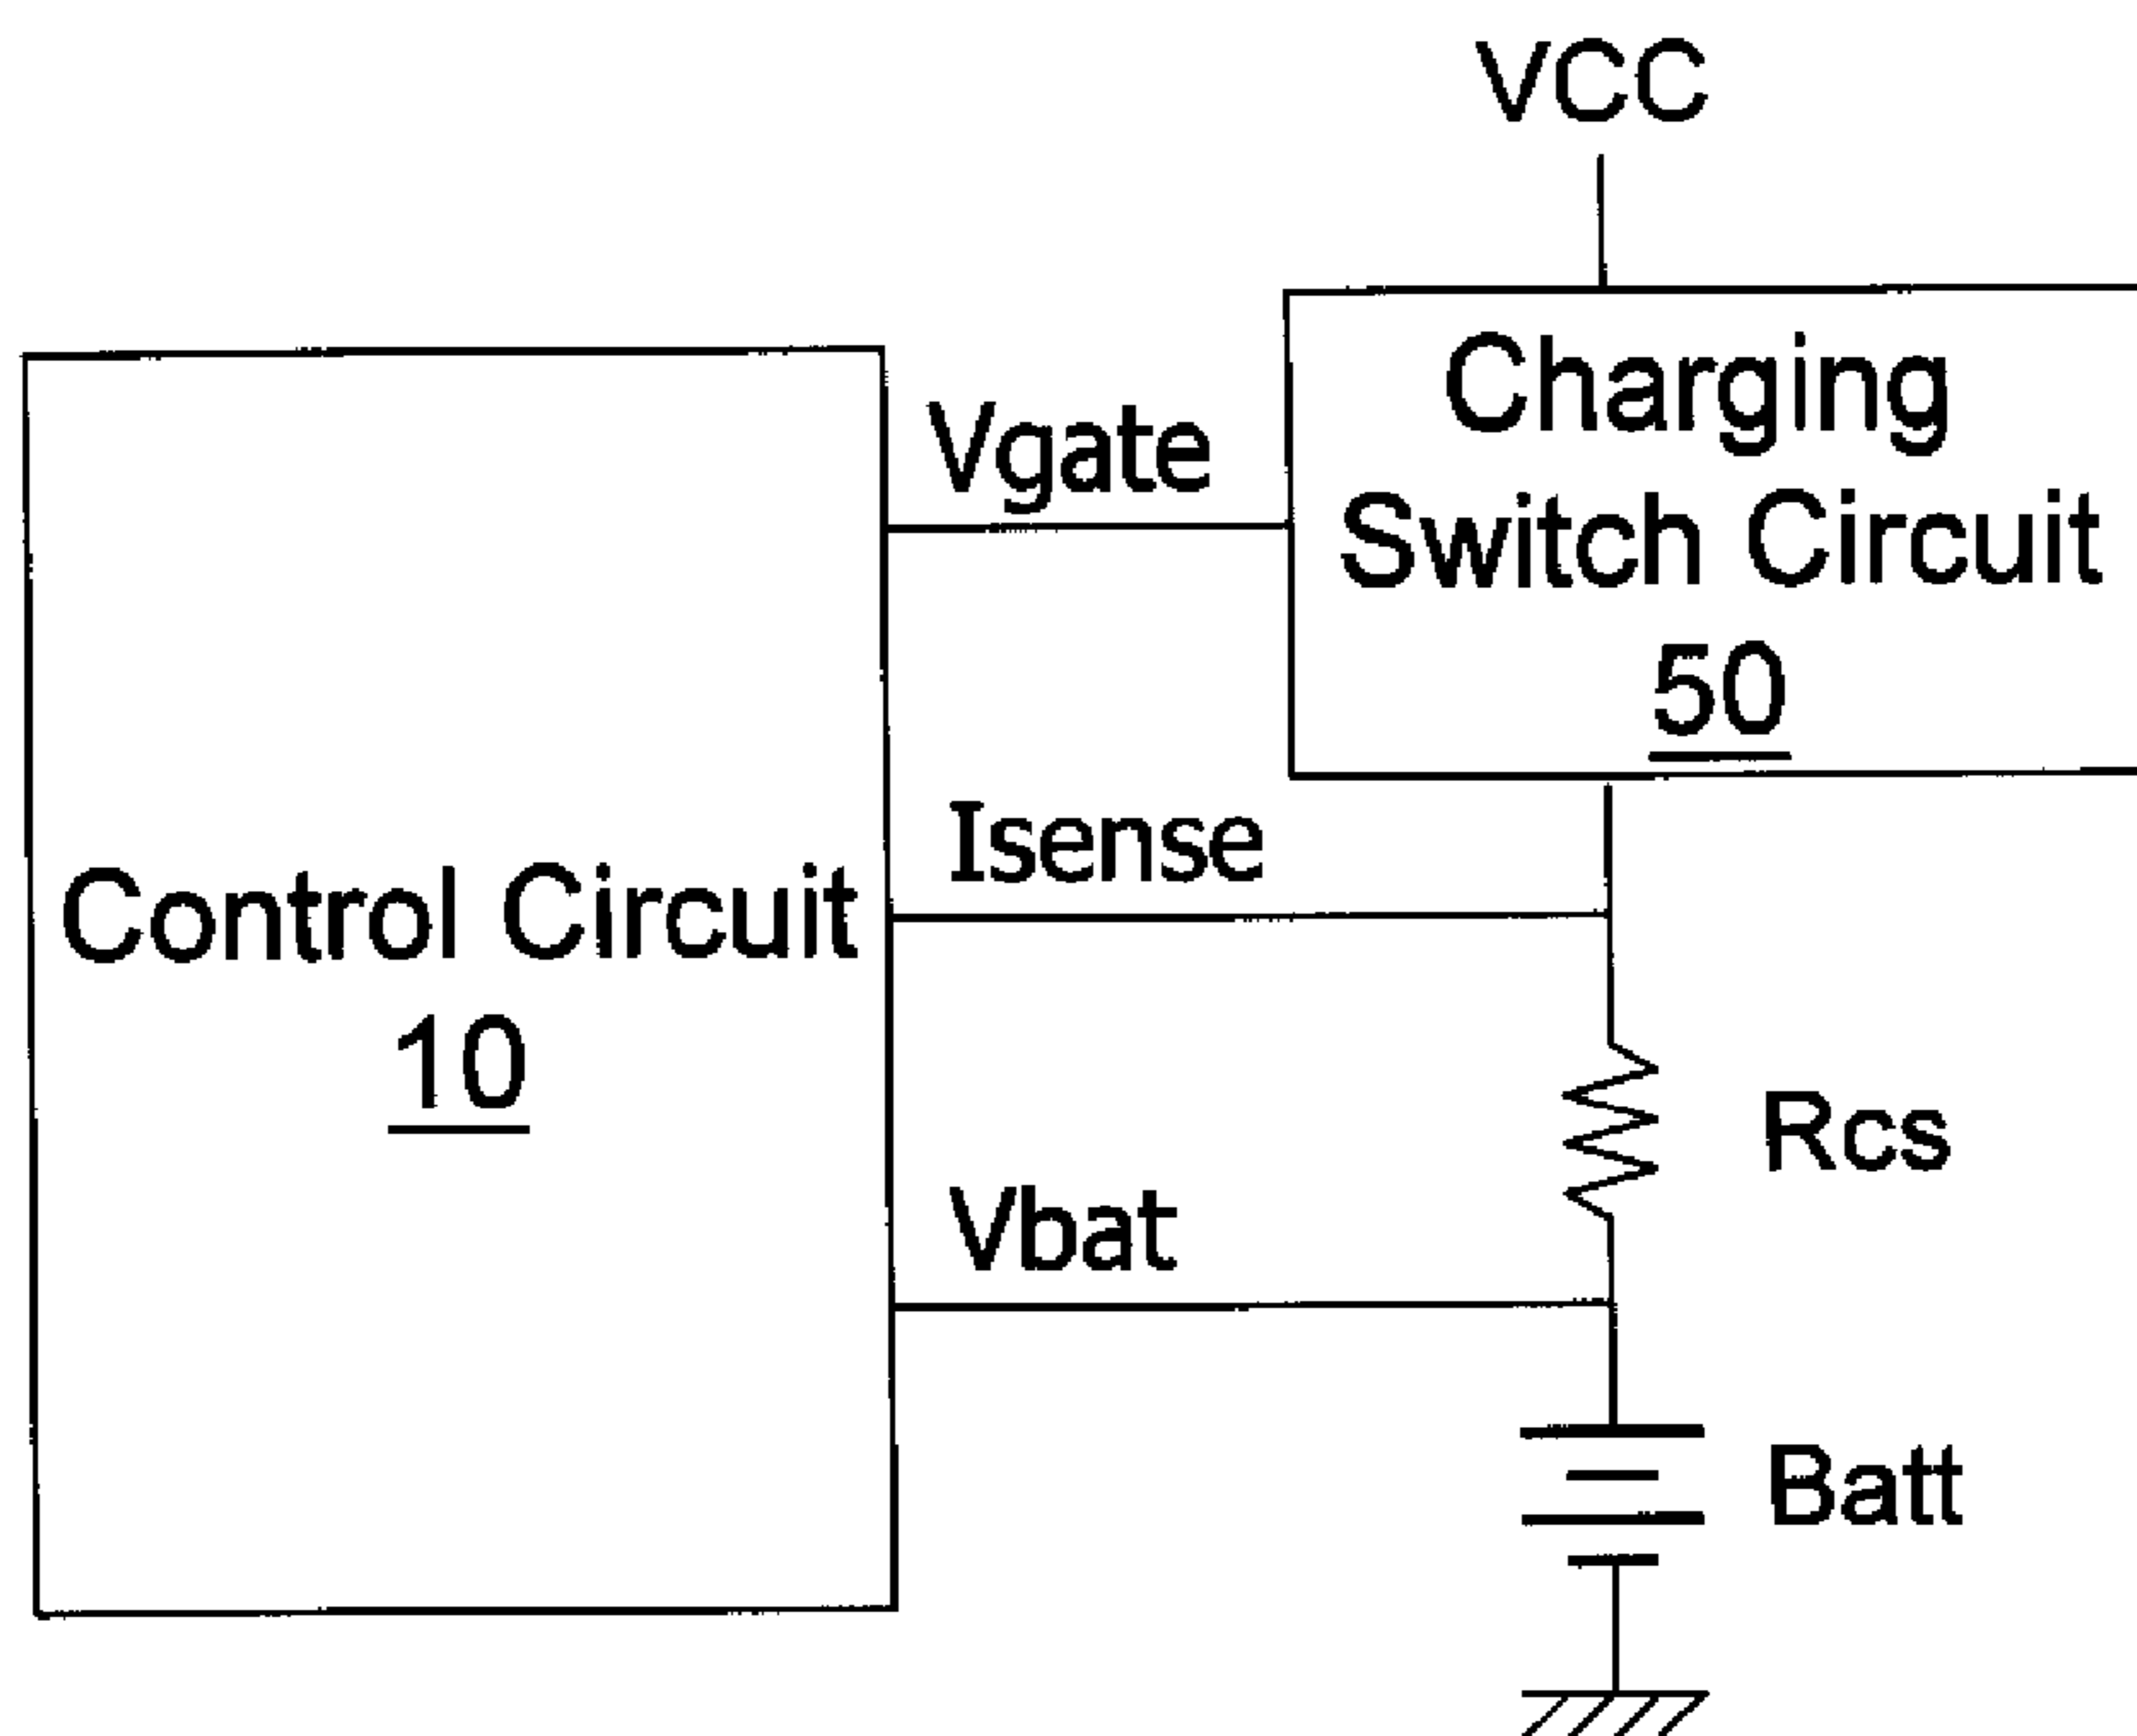 VCC
Charging
Switch Circuit
50
Vgate
Isense
Control Circuit
10
Rcs
Vbat
Batt